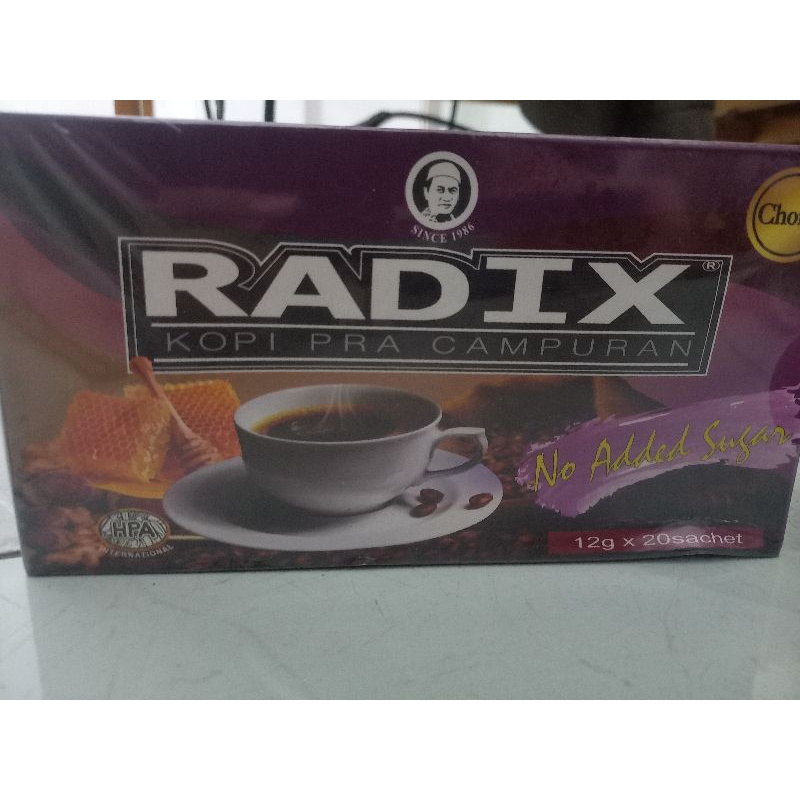 SINCE 1986
RADIX®
KOPI PRA CAMPURAN
No Added Sugar
HPA
INTERNATIONAL
12g x 20sachet